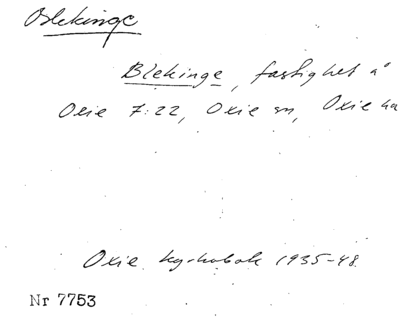 Blekinge
Blekinge, fastighet å
Oxie 7:22, Oxie sn, Oxie hd
Oxie kyrkobok 1935-48.
Nr 7753